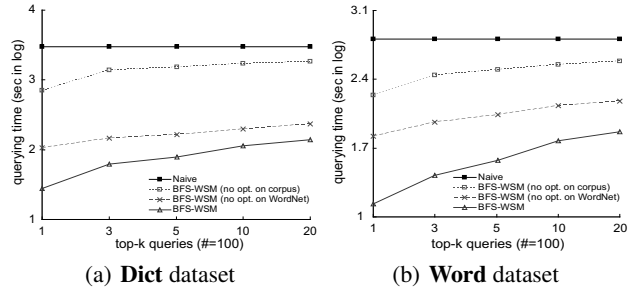 4
3
2
1
querying time (sec in log)
Naive
BFS-WSM (no opt. on corpus)
BFS-WSM (no opt. on WordNet)
BFS-WSM
1 3 5 10 20
top-k queries (#=100)
(a) Dict dataset
3.1
2.4
1.7
1
querying time (sec in log)
Naive
BFS-WSM (no opt. on corpus)
BFS-WSM (no opt. on WordNet)
BFS-WSM
1 3 5 10 20
top-k queries (#=100)
(b) Word dataset